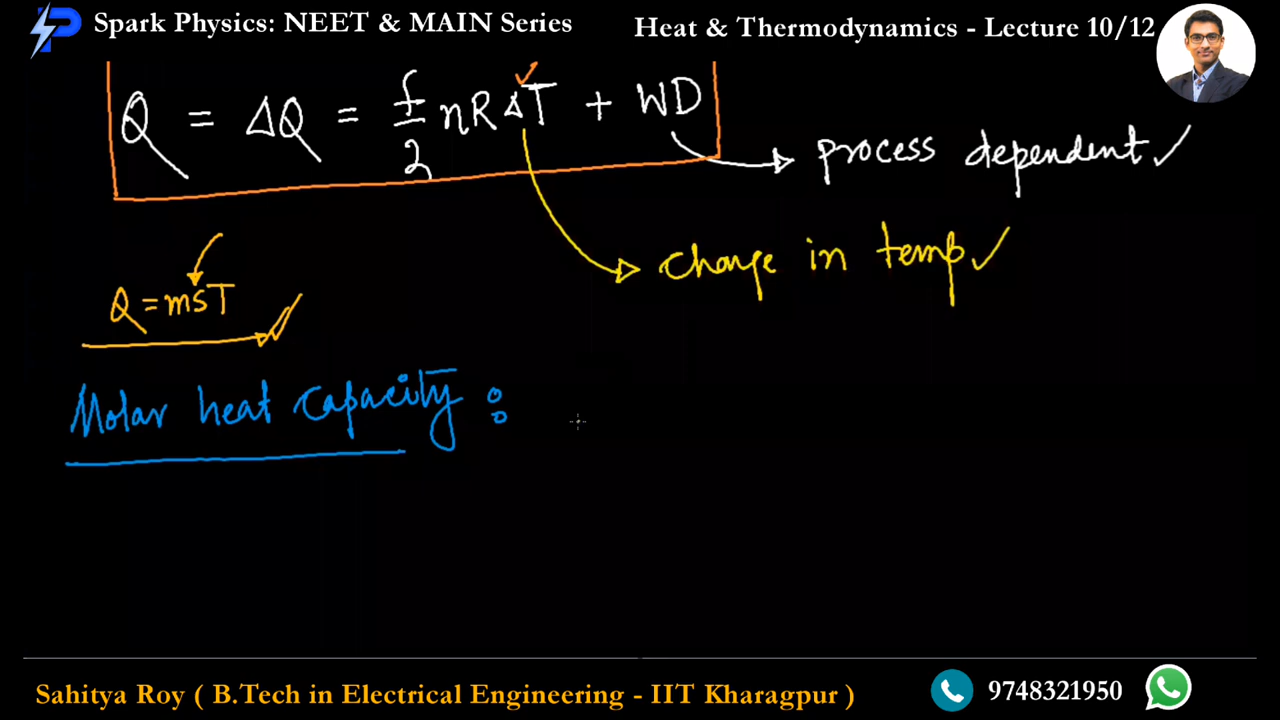 Spark Physics: NEET & MAIN Series
Heat & Thermodynamics - Lecture 10/12
Q = ΔQ = f/2 nRΔT + WD
process dependent ✓
change in temp ✓
Q = msT
Molar heat capacity :
Sahitya Roy ( B.Tech in Electrical Engineering - IIT Kharagpur )
9748321950